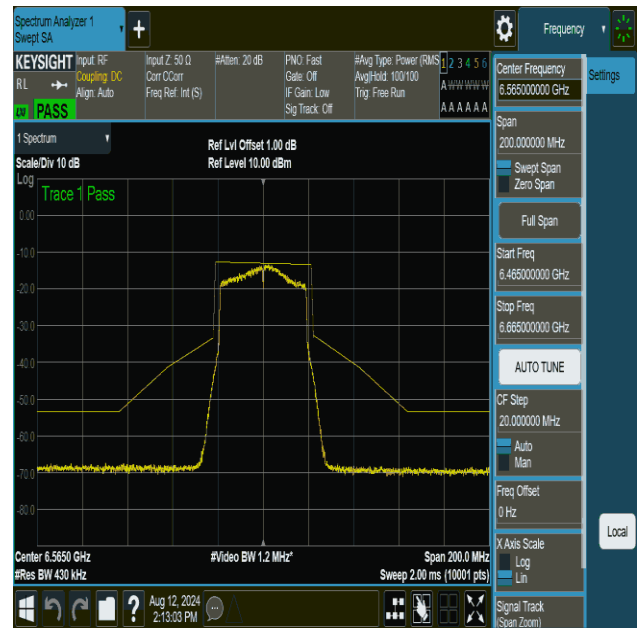 Spectrum Analyzer 1
Swept SA
+
Frequency
KEYSIGHT
RL
PASS
Input: RF
Coupling: DC
Align: Auto
Input Z: 50 Ω
Corr CCorr
Freq Ref: Int (S)
#Atten: 20 dB
PNO: Fast
Gate: Off
IF Gain: Low
Sig Track: Off
#Avg Type: Power (RMS
Avg|Hold: 100/100
Trig: Free Run
1 2 3 4 5 6
A W W W W W
A A A A A A
1 Spectrum
Scale/Div 10 dB
Ref Lvl Offset 1.00 dB
Ref Level 10.00 dBm
Log
Trace 1 Pass
0.00
-10.0
-20.0
-30.0
-40.0
-50.0
-60.0
-70.0
-80.0
Center 6.5650 GHz
#Res BW 430 kHz
#Video BW 1.2 MHz*
Span 200.0 MHz
Sweep 2.00 ms (10001 pts)
Aug 12, 2024
2:13:03 PM
Center Frequency
6.565000000 GHz
Settings
Span
200.000000 MHz
Swept Span
Zero Span
Full Span
Start Freq
6.465000000 GHz
Stop Freq
6.665000000 GHz
AUTO TUNE
CF Step
20.000000 MHz
Auto
Man
Freq Offset
0 Hz
X Axis Scale
Log
Lin
Local
Signal Track
(Span Zoom)